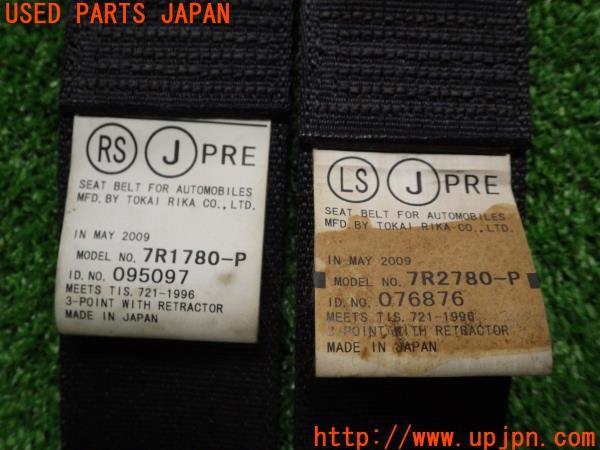 USED PARTS JAPAN
RS J PRE
SEAT BELT FOR AUTOMOBILES
MFD. BY TOKAI RIKA CO., LTD.
IN MAY 2009
MODEL NO. 7R1780-P
ID. NO. 095097
MEETS TIS. 721-1996
3-POINT WITH RETRACTOR
MADE IN JAPAN
LS J PRE
SEAT BELT FOR AUTOMOBILES
MFD. BY TOKAI RIKA CO., LTD.
IN MAY 2009
MODEL NO. 7R2780-P
ID. NO. 076876
MEETS TIS. 721-1996
3-POINT WITH RETRACTOR
MADE IN JAPAN
UPJ http://www.upjpn.com/